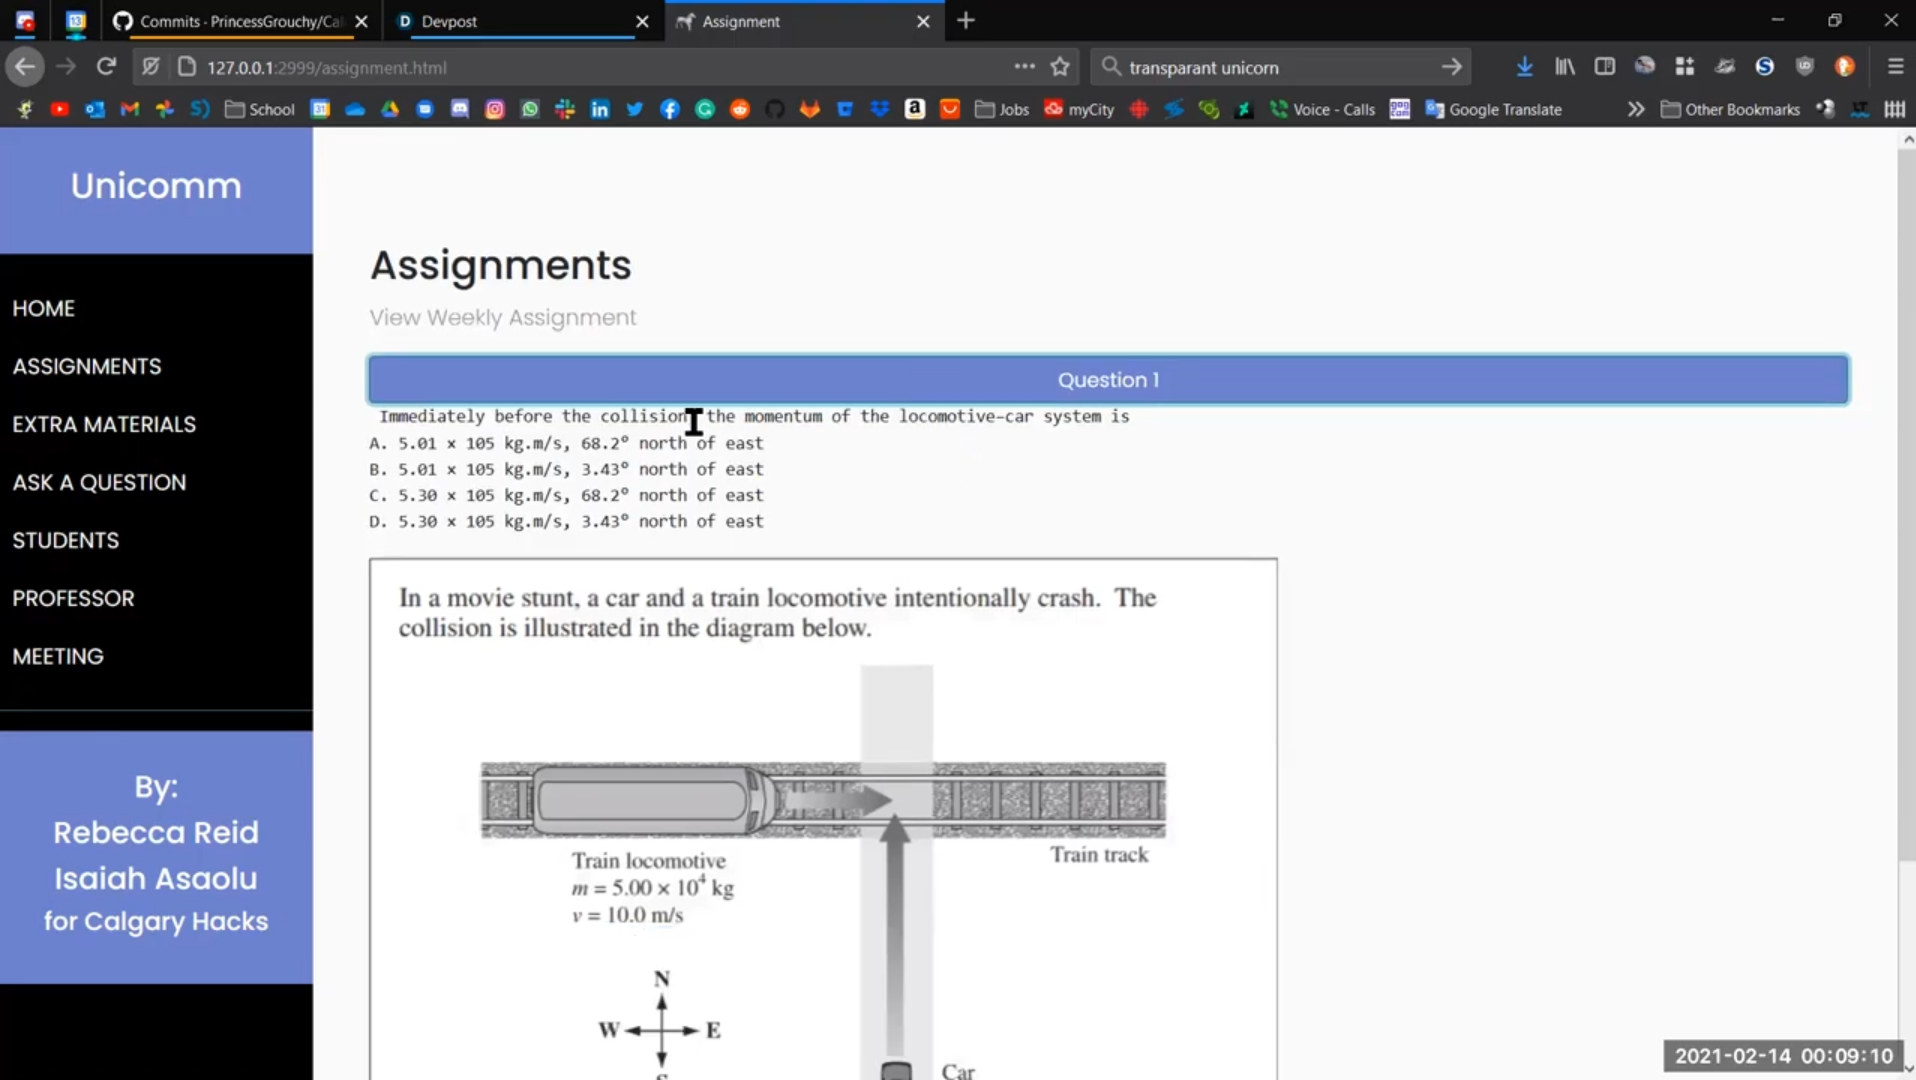 Commits · PrincessGrouchy/Cal
Devpost
Assignment
127.0.0.1:2999/assignment.html
transparant unicorn
School
Jobs
myCity
Voice - Calls
Google Translate
Other Bookmarks
Unicomm
HOME
ASSIGNMENTS
EXTRA MATERIALS
ASK A QUESTION
STUDENTS
PROFESSOR
MEETING
By:
Rebecca Reid
Isaiah Asaolu
for Calgary Hacks
Assignments
View Weekly Assignment
Question 1
Immediately before the collision, the momentum of the locomotive-car system is
A. 5.01 × 105 kg.m/s, 68.2° north of east
B. 5.01 × 105 kg.m/s, 3.43° north of east
C. 5.30 × 105 kg.m/s, 68.2° north of east
D. 5.30 × 105 kg.m/s, 3.43° north of east
In a movie stunt, a car and a train locomotive intentionally crash. The
collision is illustrated in the diagram below.
Train locomotive
m = 5.00 × 10⁴ kg
v = 10.0 m/s
Train track
N
W E
Car
2021-02-14 00:09:10